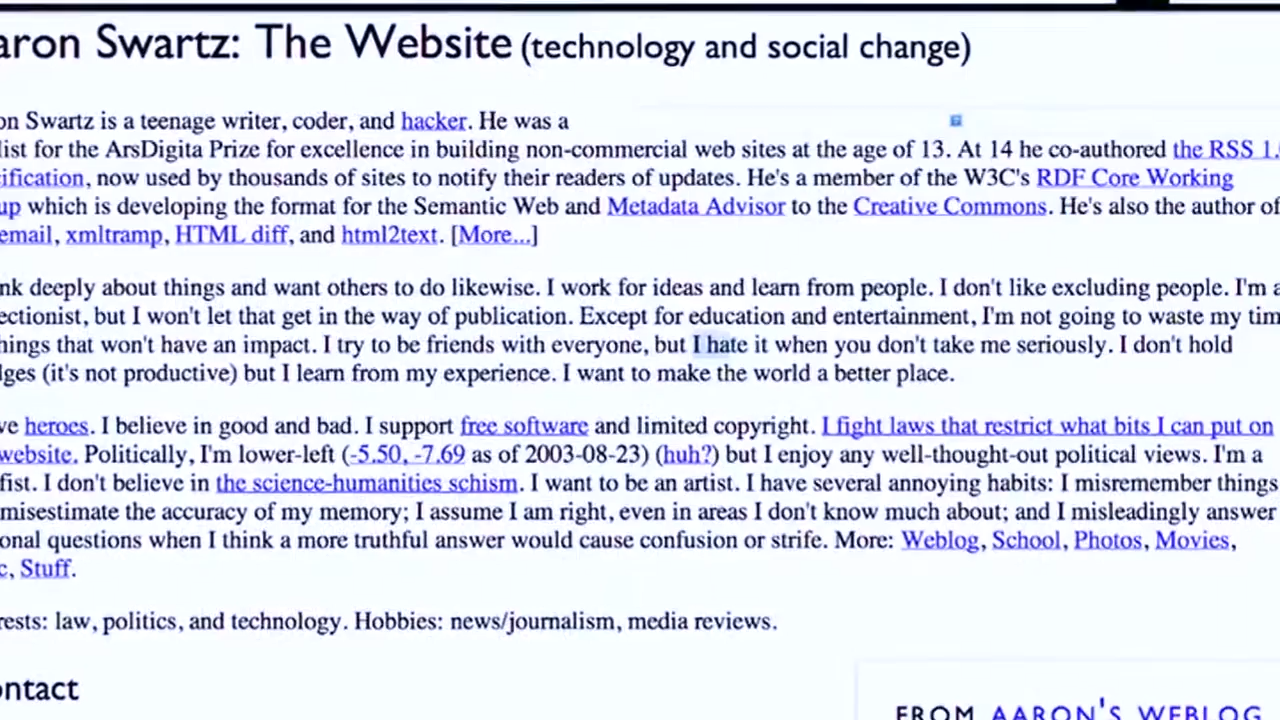 aron Swartz: The Website (technology and social change)
on Swartz is a teenage writer, coder, and hacker. He was a
list for the ArsDigita Prize for excellence in building non-commercial web sites at the age of 13. At 14 he co-authored the RSS 1.0
ification, now used by thousands of sites to notify their readers of updates. He's a member of the W3C's RDF Core Working
up which is developing the format for the Semantic Web and Metadata Advisor to the Creative Commons. He's also the author of
email, xmltramp, HTML diff, and html2text. [More...]
nk deeply about things and want others to do likewise. I work for ideas and learn from people. I don't like excluding people. I'm a
ectionist, but I won't let that get in the way of publication. Except for education and entertainment, I'm not going to waste my tim
hings that won't have an impact. I try to be friends with everyone, but I hate it when you don't take me seriously. I don't hold
dges (it's not productive) but I learn from my experience. I want to make the world a better place.
ve heroes. I believe in good and bad. I support free software and limited copyright. I fight laws that restrict what bits I can put on
website. Politically, I'm lower-left (-5.50, -7.69 as of 2003-08-23) (huh?) but I enjoy any well-thought-out political views. I'm a
fist. I don't believe in the science-humanities schism. I want to be an artist. I have several annoying habits: I misremember things
misestimate the accuracy of my memory; I assume I am right, even in areas I don't know much about; and I misleadingly answer
onal questions when I think a more truthful answer would cause confusion or strife. More: Weblog, School, Photos, Movies,
c, Stuff.
rests: law, politics, and technology. Hobbies: news/journalism, media reviews.
ontact
FROM AARON'S WEBLOG